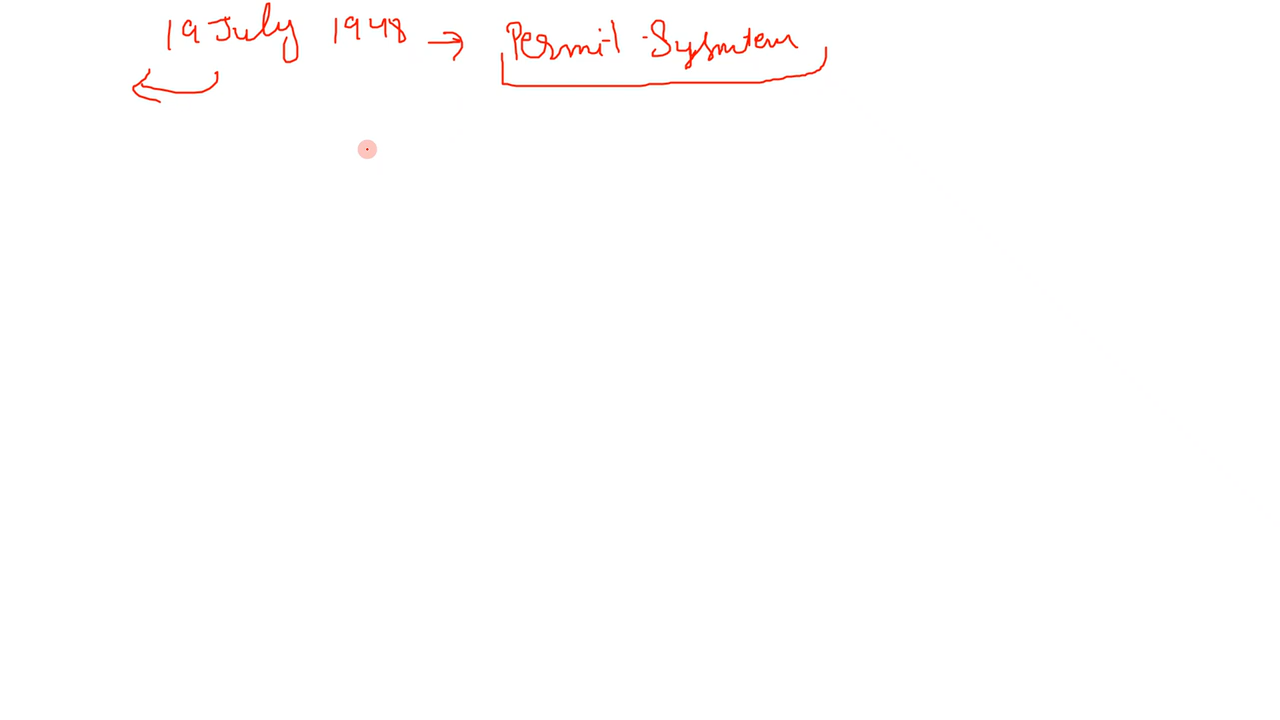 19 July 1948 → Permit System